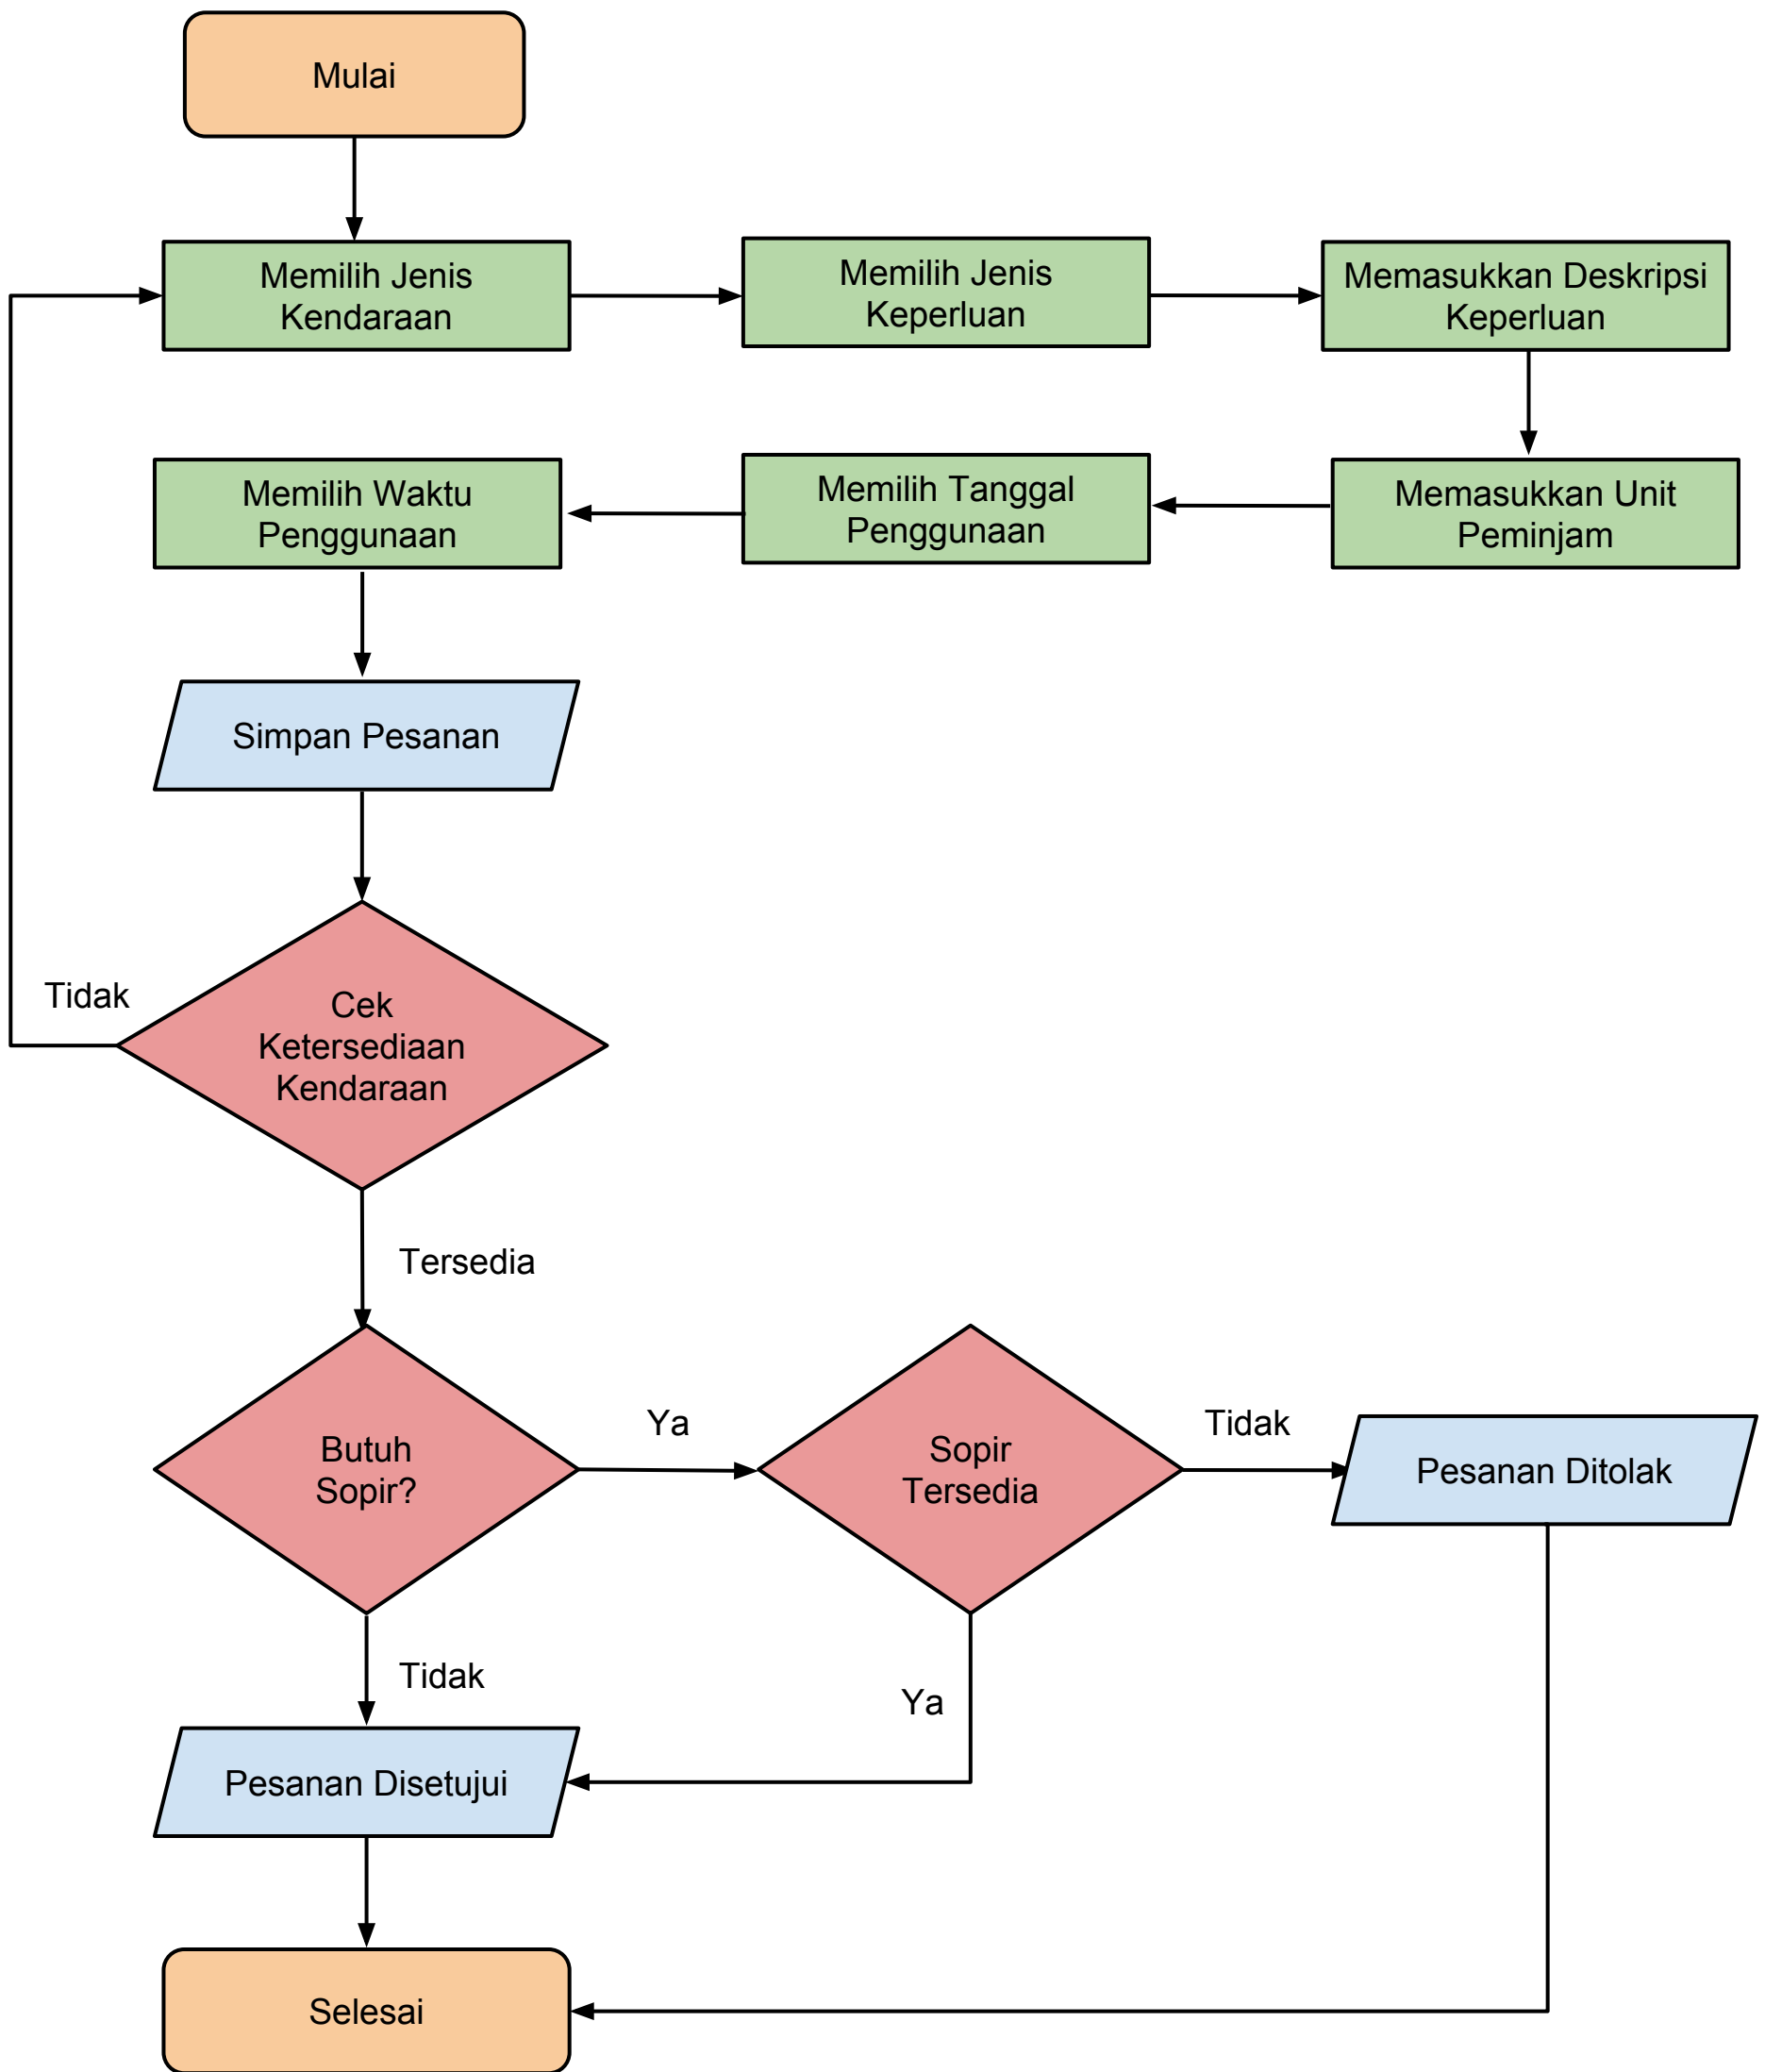 Mulai
Memilih Jenis
Kendaraan
Memilih Jenis
Keperluan
Memasukkan Deskripsi
Keperluan
Memilih Waktu
Penggunaan
Memilih Tanggal
Penggunaan
Memasukkan Unit
Peminjam
Simpan Pesanan
Tidak
Cek
Ketersediaan
Kendaraan
Tersedia
Butuh
Sopir?
Ya
Sopir
Tersedia
Tidak
Pesanan Ditolak
Tidak
Ya
Pesanan Disetujui
Selesai